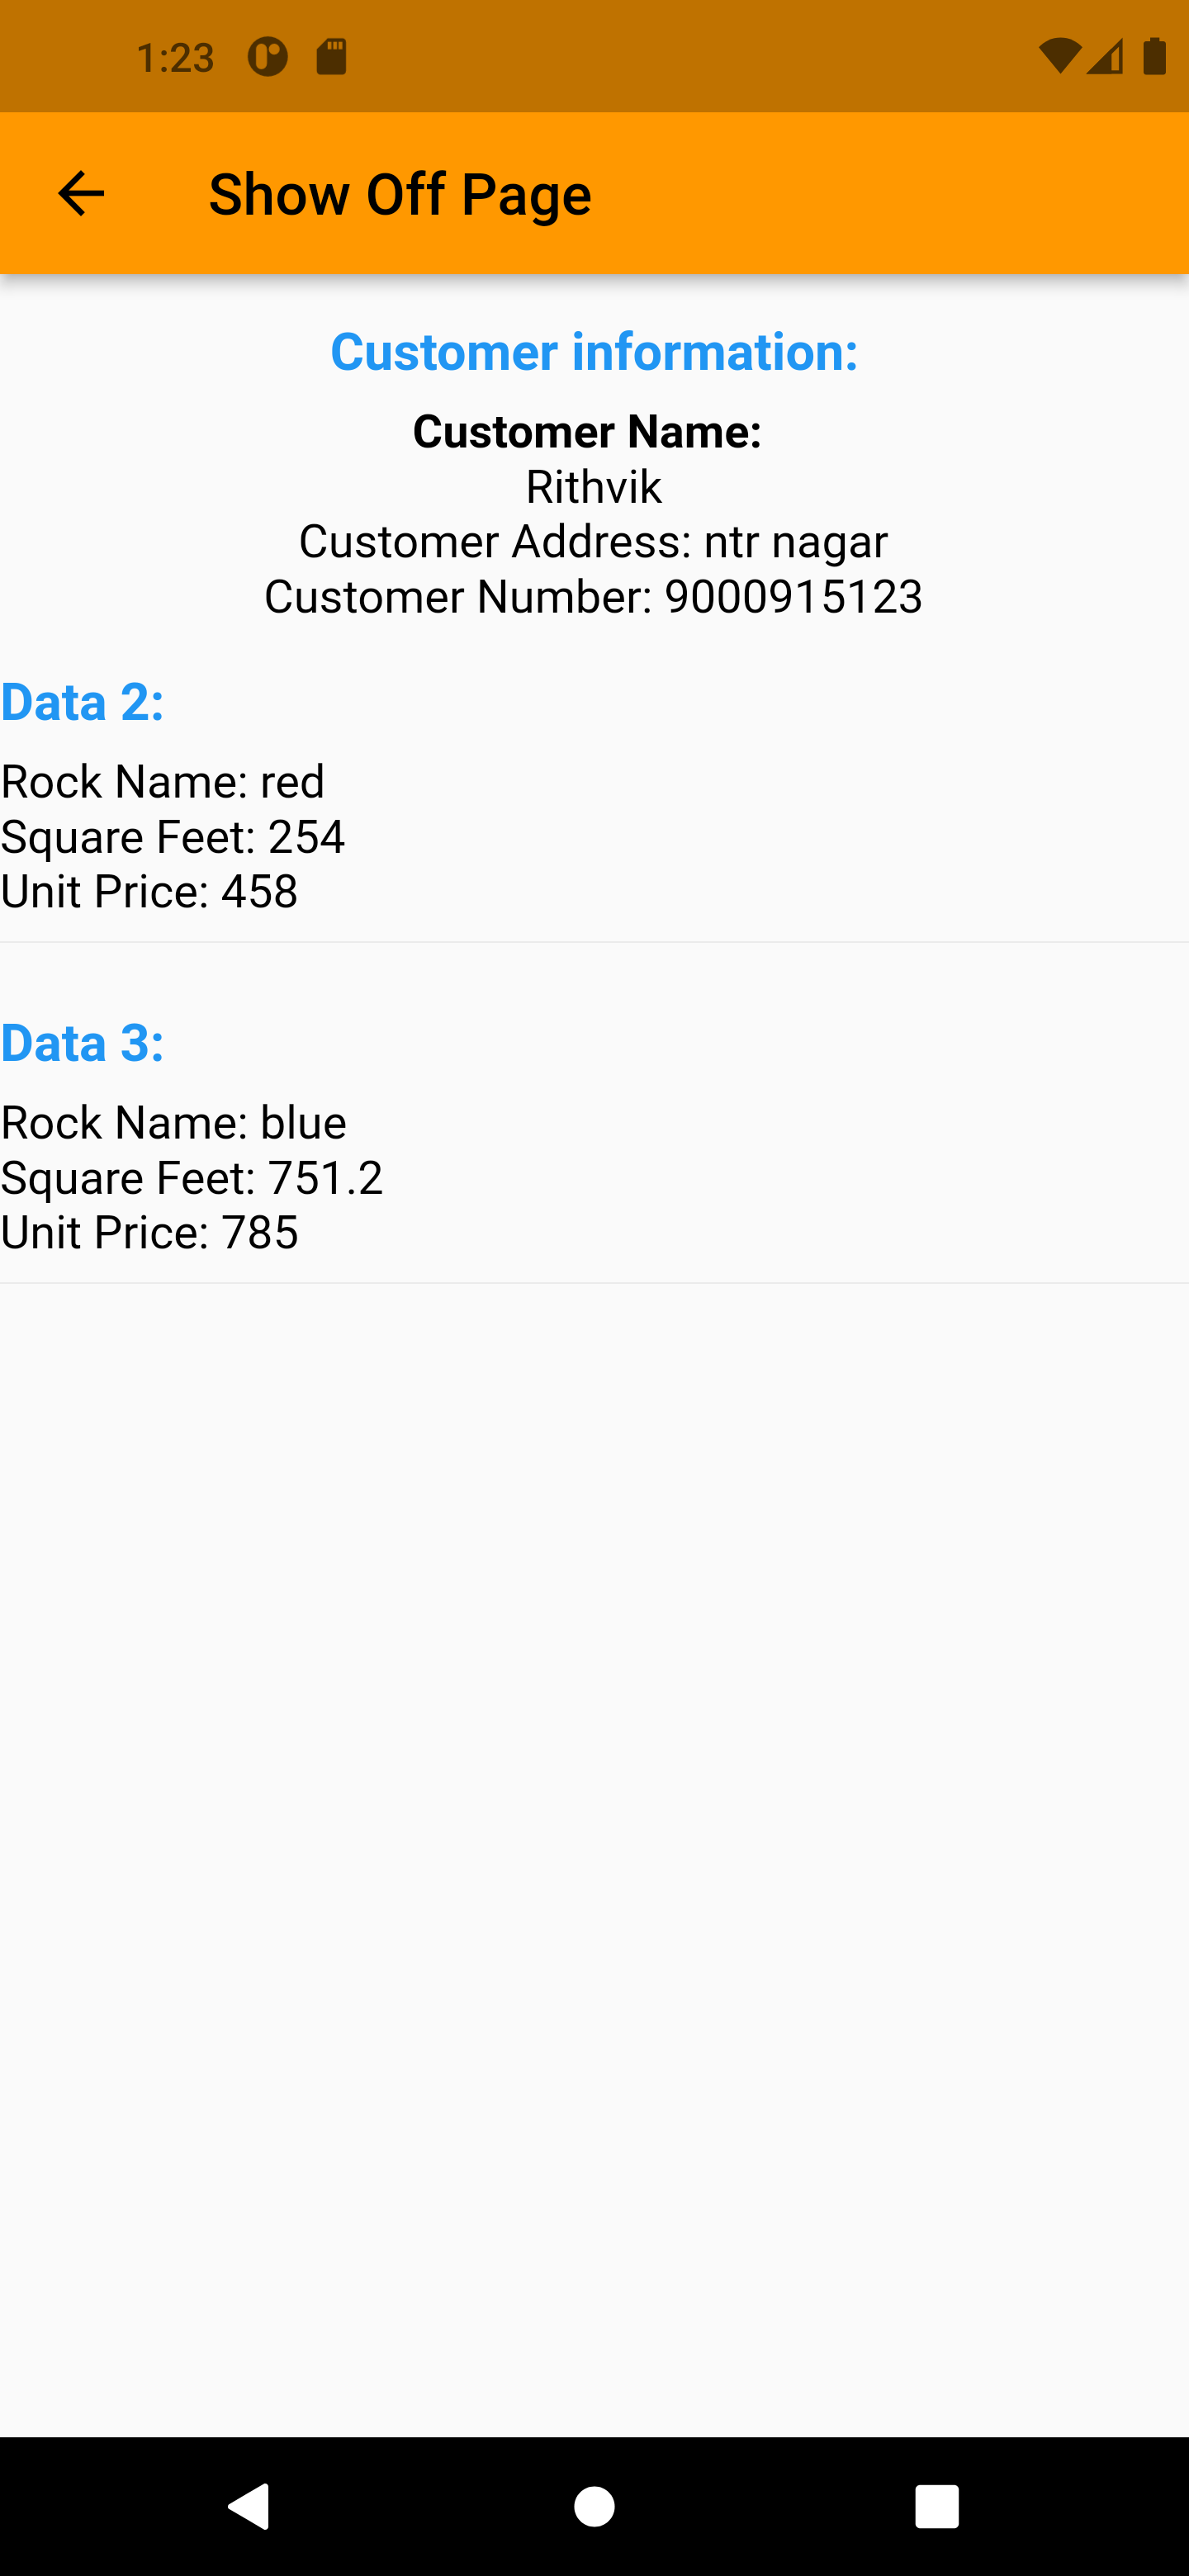 1:23
Show Off Page
Customer information:
Customer Name:
Rithvik
Customer Address: ntr nagar
Customer Number: 9000915123
Data 2:
Rock Name: red
Square Feet: 254
Unit Price: 458
Data 3:
Rock Name: blue
Square Feet: 751.2
Unit Price: 785